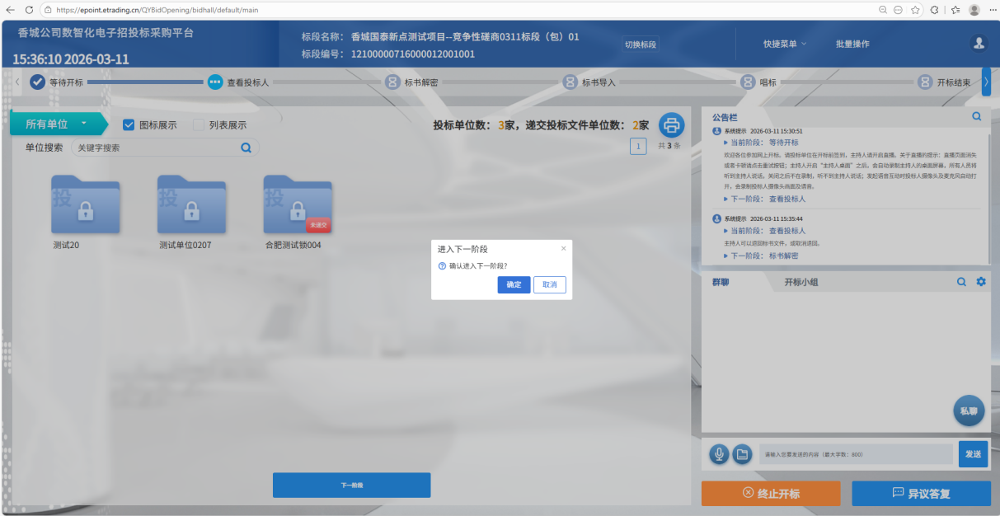 https://epoint.etrading.cn/QYBidOpening/bidhall/default/main
香城公司数智化电子招投标采购平台
15:36:10 2026-03-11
标段名称： 香城国泰新点测试项目--竞争性磋商0311标段（包）01
标段编号： 12100000716000012001001
切换标段
快捷菜单
批量操作
等待开标
查看投标人
标书解密
标书导入
唱标
开标结束
所有单位
图标展示
列表展示
投标单位数： 3家，递交投标文件单位数： 2家
单位搜索
关键字搜索
1
共 3 条
投
测试20
投
测试单位0207
投
未递交
合肥测试锁004
进入下一阶段
确认进入下一阶段?
确定
取消
下一阶段
公告栏
系统提示 2026-03-11 15:30:51
当前阶段： 等待开标
欢迎各位参加网上开标。请投标单位在开标前签到，主持人请开启直播。关于直播的提示：直播页面消失
或者卡顿请点击重试按钮；主持人开启“主持人桌面”之后，会自动录制主持人的桌面屏幕，所有人员将
听到主持人说话，关闭之后不在录制，听不到主持人说话；发起语音互动时投标人摄像头及麦克风自动打
开，会录制投标人摄像头画面及语音。
下一阶段： 查看投标人
系统提示 2026-03-11 15:35:44
当前阶段： 查看投标人
主持人可以退回标书文件，或取消退回。
下一阶段： 标书解密
群聊
开标小组
私聊
请输入您要发送的内容（最大字数：800）
发送
终止开标
异议答复